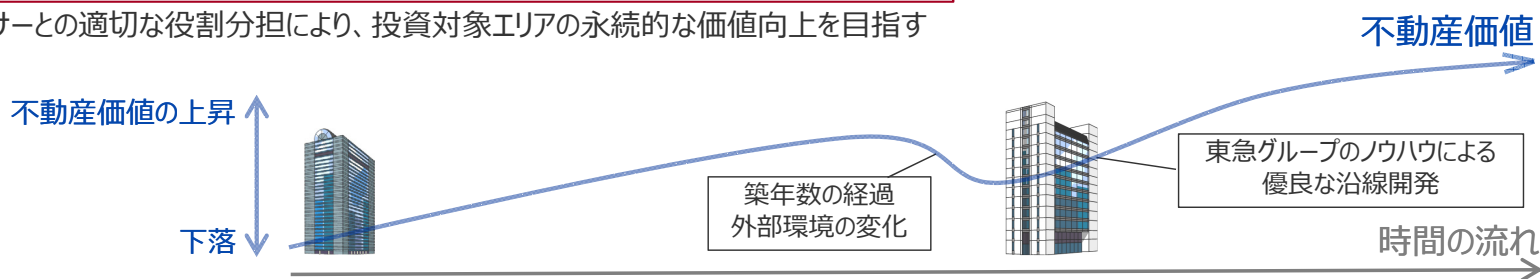 サーとの適切な役割分担により、投資対象エリアの永続的な価値向上を目指す
不動産価値
不動産価値の上昇
下落
築年数の経過
外部環境の変化
東急グループのノウハウによる
優良な沿線開発
時間の流れ